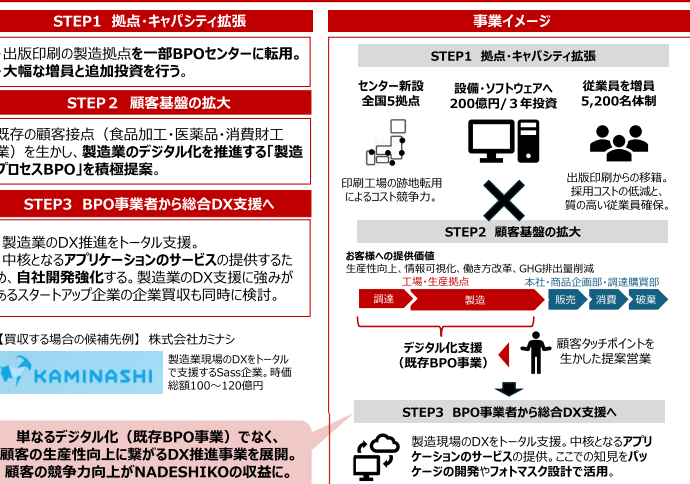 STEP1 拠点・キャパシティ拡張
出版印刷の製造拠点を一部BPOセンターに転用。
大幅な増員と追加投資を行う。
STEP２ 顧客基盤の拡大
既存の顧客接点（食品加工・医薬品・消費財工
業）を生かし、製造業のデジタル化を推進する「製造
プロセスBPO」を積極提案。
STEP3 BPO事業者から総合DX支援へ
製造業のDX推進をトータル支援。
中核となるアプリケーションのサービスの提供するた
め、自社開発強化する。製造業のDX支援に強みが
あるスタートアップ企業の企業買収も同時に検討。
【買収する場合の候補先例】 株式会社カミナシ
KAMINASHI
製造業現場のDXをトータル
で支援するSass企業。時価
総額100～120億円
単なるデジタル化（既存BPO事業）でなく、
顧客の生産性向上に繋がるDX推進事業を展開。
顧客の競争力向上がNADESHIKOの収益に。
事業イメージ
STEP1 拠点・キャパシティ拡張
センター新設
全国5拠点
設備・ソフトウェアへ
200億円/３年投資
従業員を増員
5,200名体制
印刷工場の跡地転用
によるコスト競争力。
出版印刷からの移籍。
採用コストの低減と、
質の高い従業員確保。
STEP2 顧客基盤の拡大
お客様への提供価値
生産性向上、情報可視化、働き方改革、GHG排出量削減
工場・生産拠点
本社・商品企画部・調達購買部
調達
製造
販売
消費
破棄
デジタル化支援
（既存BPO事業）
顧客タッチポイントを
生かした提案営業
STEP3 BPO事業者から総合DX支援へ
製造現場のDXをトータル支援。中核となるアプリ
ケーションのサービスの提供。ここでの知見をパッ
ケージの開発やフォトマスク設計で活用。